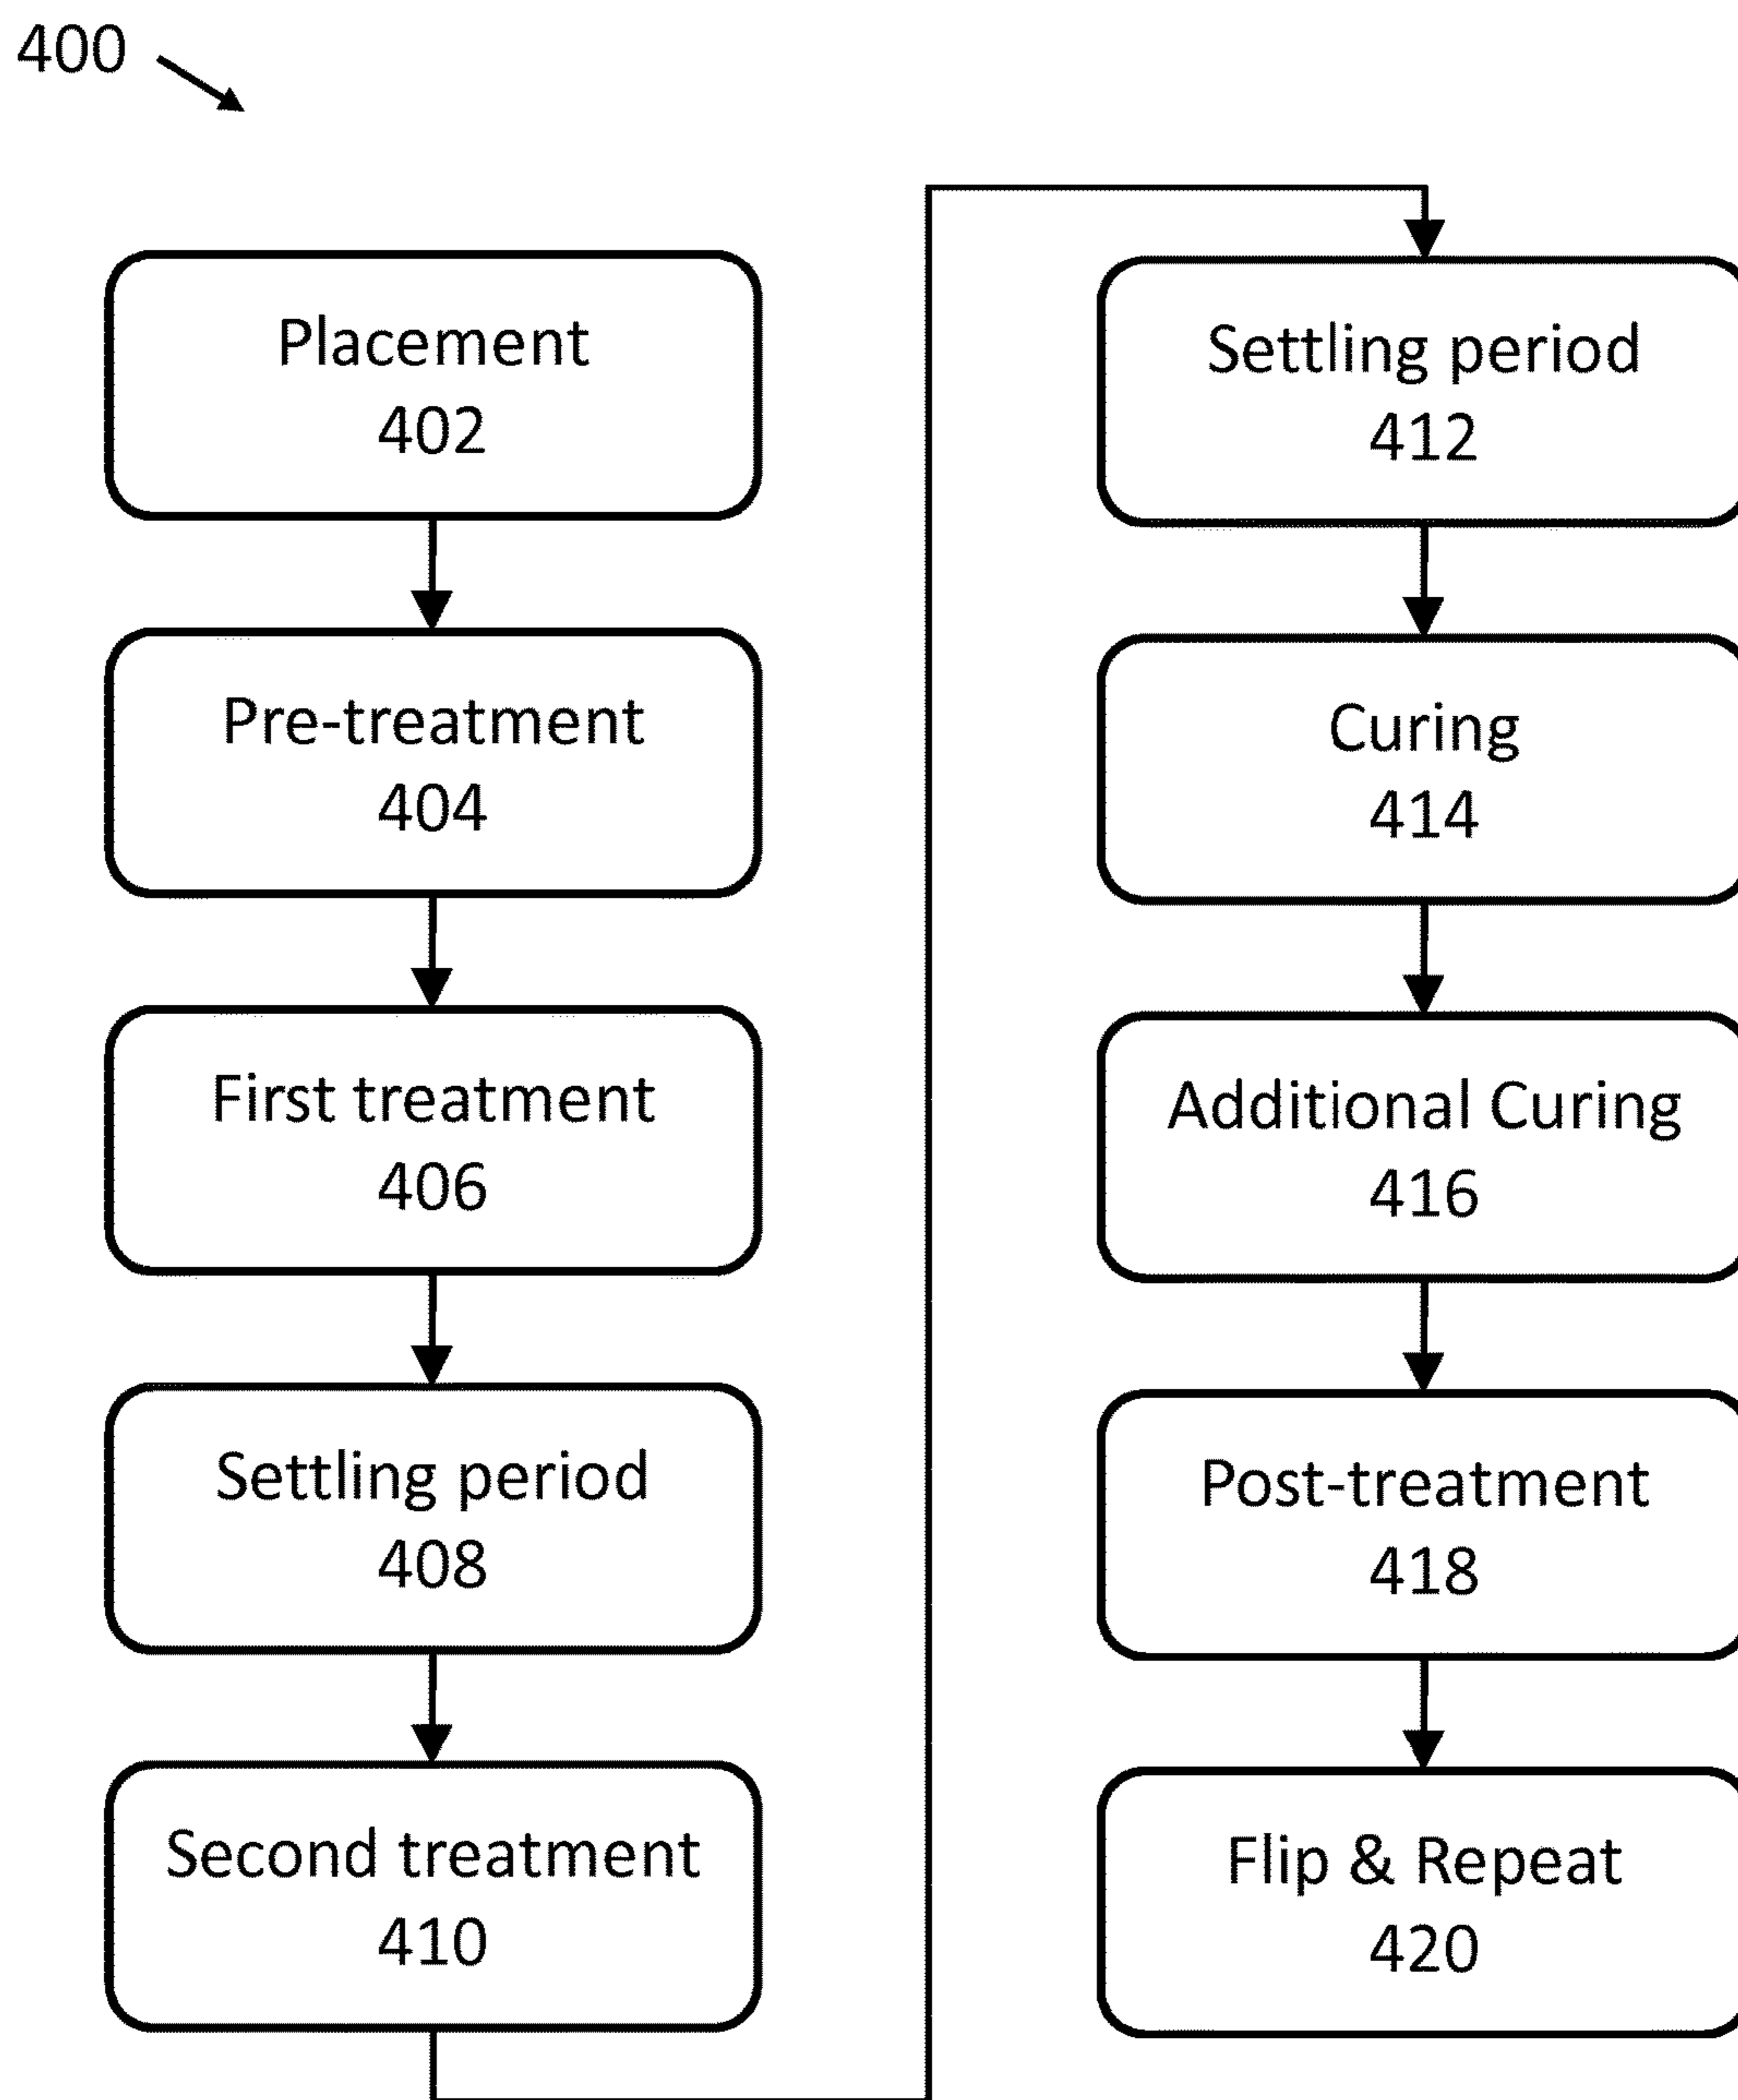 400
Placement
402
Pre-treatment
404
First treatment
406
Settling period
408
Second treatment
410
Settling period
412
Curing
414
Additional Curing
416
Post-treatment
418
Flip & Repeat
420